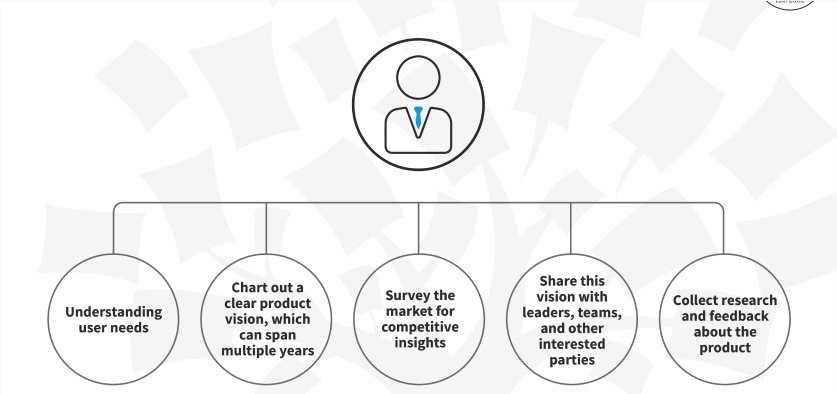 Understanding
user needs
Chart out a
clear product
vision, which
can span
multiple years
Survey the
market for
competitive
insights
Share this
vision with
leaders, teams,
and other
interested
parties
Collect research
and feedback
about the
product